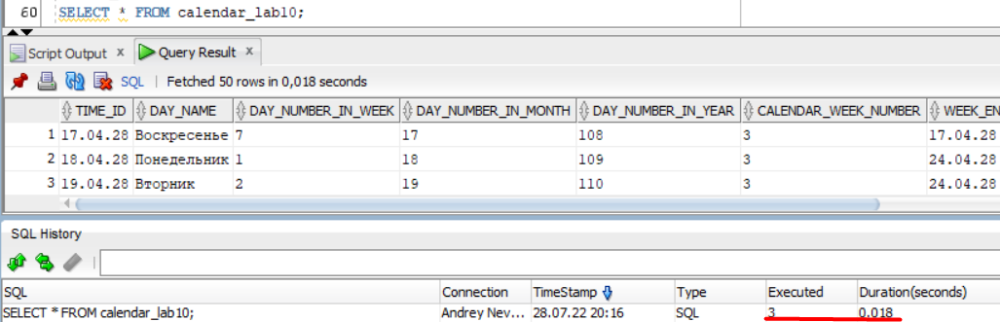 60 SELECT * FROM calendar_lab10;
Script Output x Query Result x
SQL | Fetched 50 rows in 0,018 seconds
TIME_ID DAY_NAME DAY_NUMBER_IN_WEEK DAY_NUMBER_IN_MONTH DAY_NUMBER_IN_YEAR CALENDAR_WEEK_NUMBER WEEK_EN
1 17.04.28 Воскресенье 7 17 108 3 17.04.28
2 18.04.28 Понедельник 1 18 109 3 24.04.28
3 19.04.28 Вторник 2 19 110 3 24.04.28
SQL History
SQL Connection TimeStamp Type Executed Duration(seconds)
SELECT * FROM calendar_lab10; Andrey Nev... 28.07.22 20:16 SQL 3 0.018